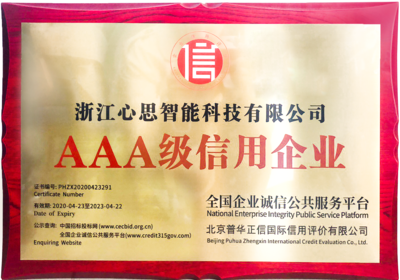 信
浙江心思智能科技有限公司
AAA级信用企业
证书编号：PHZX20200423291
Certificate Number
有效期：2020-04-23至2023-04-22
Date of Expiry
查询网址：中国招标投标网(www.cecbid.org.cn)
全国企业诚信公共服务平台(www.credit315gov.com)
Enquiring Website
全国企业诚信公共服务平台
National Enterprise Integrity Public Service Platform
北京普华正信国际信用评价有限公司
Beijing Puhua Zhengxin International Credit Evaluation Co., Ltd.